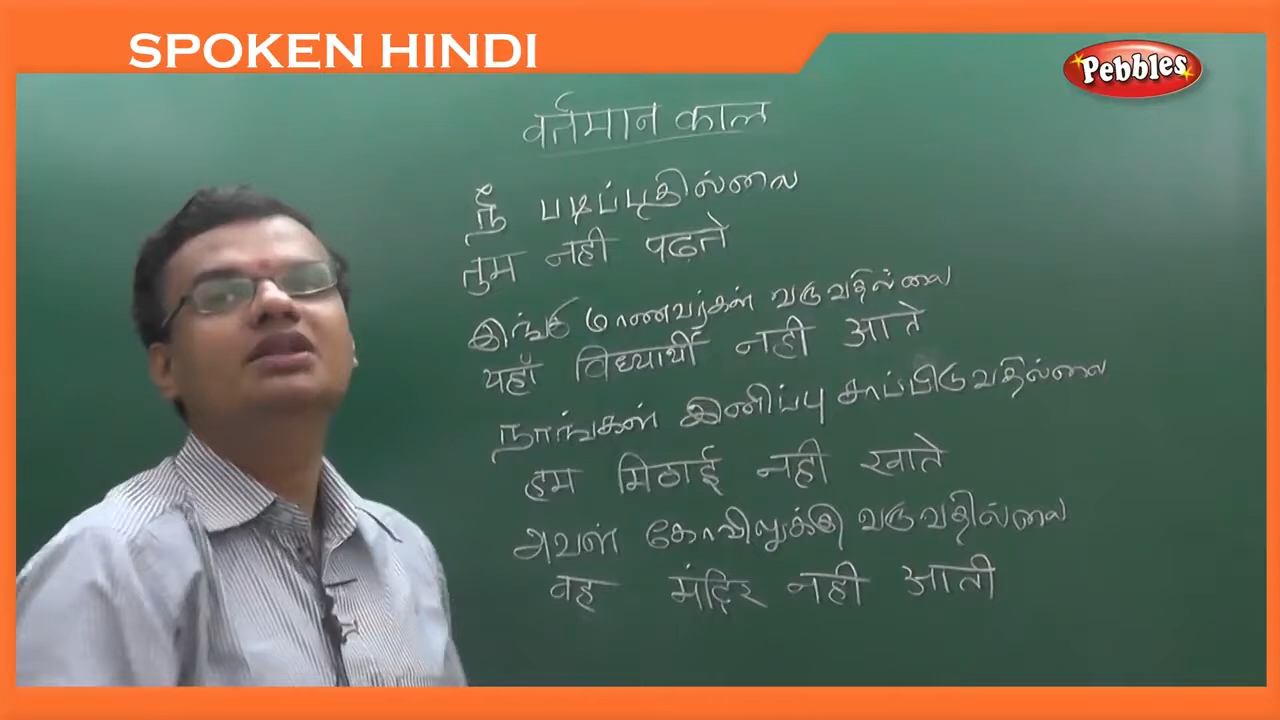 SPOKEN HINDI
Pebbles
वर्तमान काल
நீ படிப்பதில்லை
तुम नही पढ़ते
இங்கு மாணவர்கள் வருவதில்லை
यहाँ विध्यार्थी नही आते
நாங்கள் இனிப்பு சாப்பிடுவதில்லை
हम मिठाई नही खाते
அவள் கோவிலுக்கு வருவதில்லை
वह मंदिर नही आती